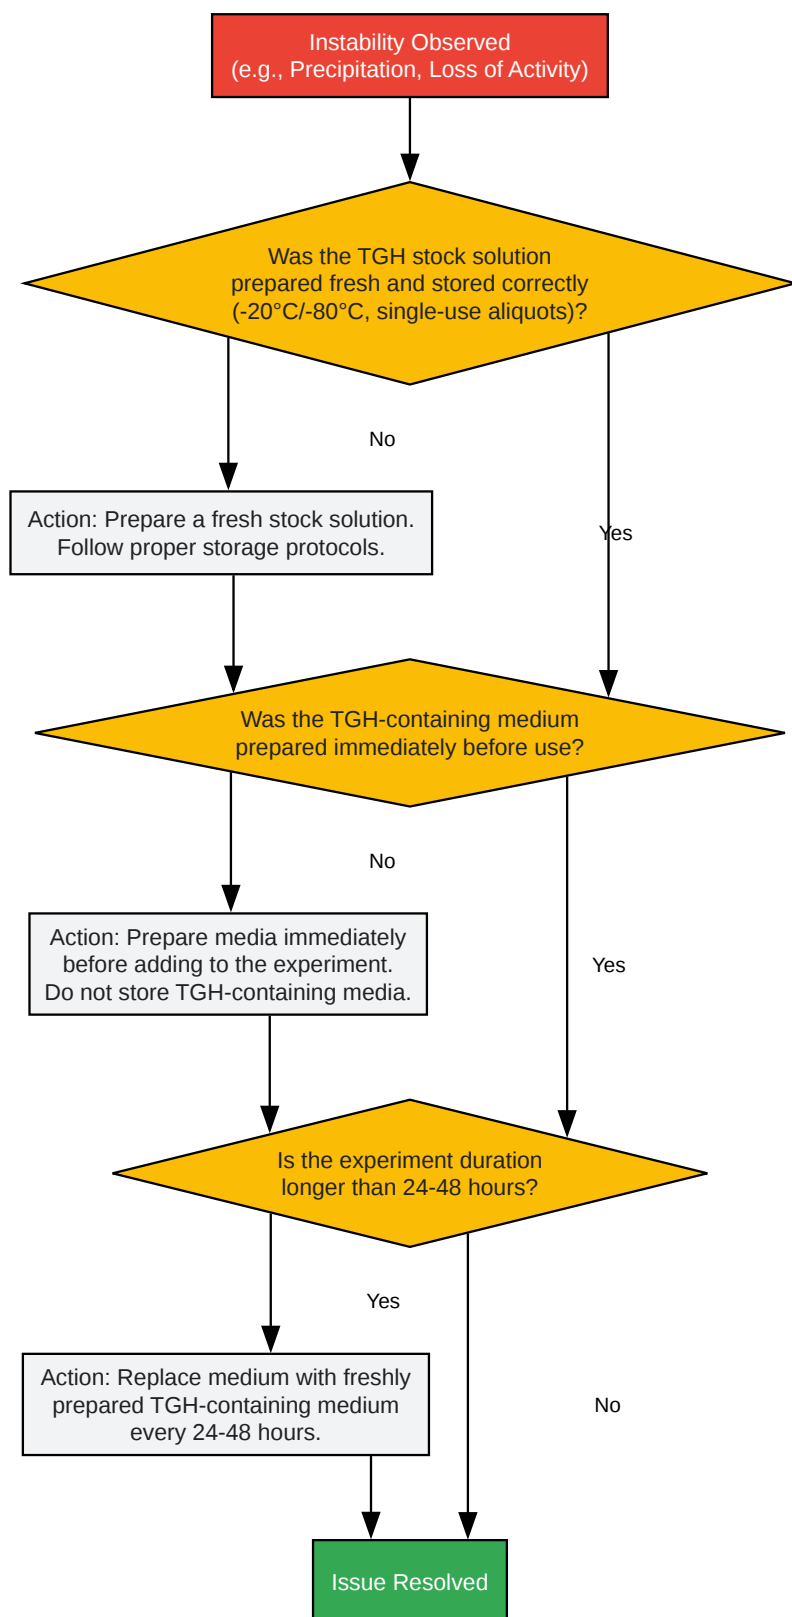 Instability Observed
(e.g., Precipitation, Loss of Activity)
Was the TGH stock solution
prepared fresh and stored correctly
(-20°C/-80°C, single-use aliquots)?
No
Action: Prepare a fresh stock solution.
Follow proper storage protocols.
Yes
Was the TGH-containing medium
prepared immediately before use?
No
Action: Prepare media immediately
before adding to the experiment.
Do not store TGH-containing media.
Yes
Is the experiment duration
longer than 24-48 hours?
Yes
Action: Replace medium with freshly
prepared TGH-containing medium
every 24-48 hours.
No
Issue Resolved